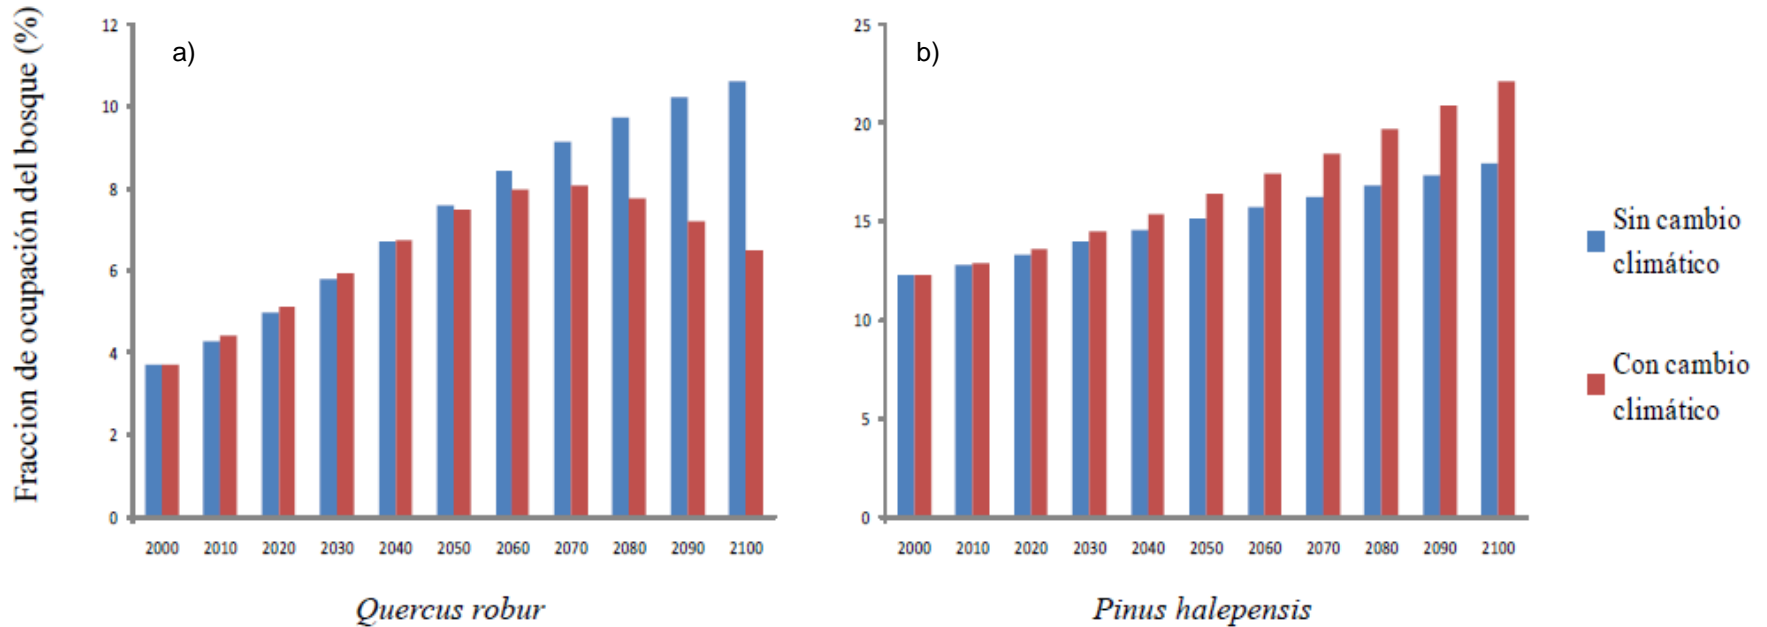 Fraccion de ocupación del bosque (%)
a)
12
10
8
6
4
2
0
2000 2010 2020 2030 2040 2050 2060 2070 2080 2090 2100
Quercus robur
b)
25
20
15
10
5
0
2000 2010 2020 2030 2040 2050 2060 2070 2080 2090 2100
Pinus halepensis
Sin cambio
climático
Con cambio
climático